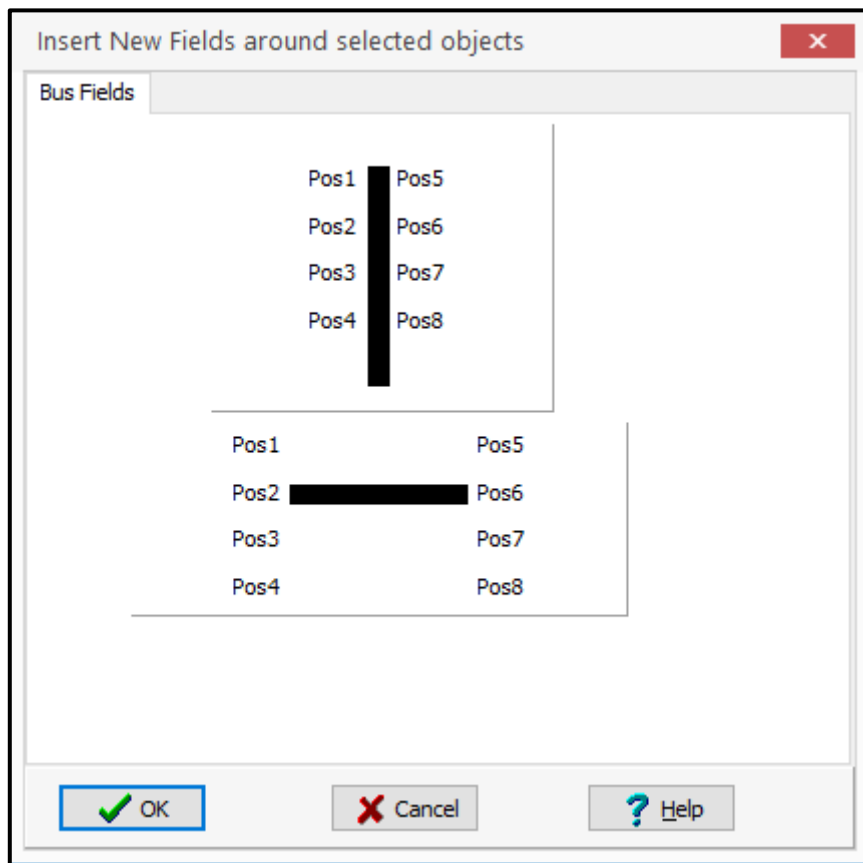 Insert New Fields around selected objects
Bus Fields
Pos1 Pos5
Pos2 Pos6
Pos3 Pos7
Pos4 Pos8
Pos1 Pos5
Pos2 Pos6
Pos3 Pos7
Pos4 Pos8
OK Cancel ? Help